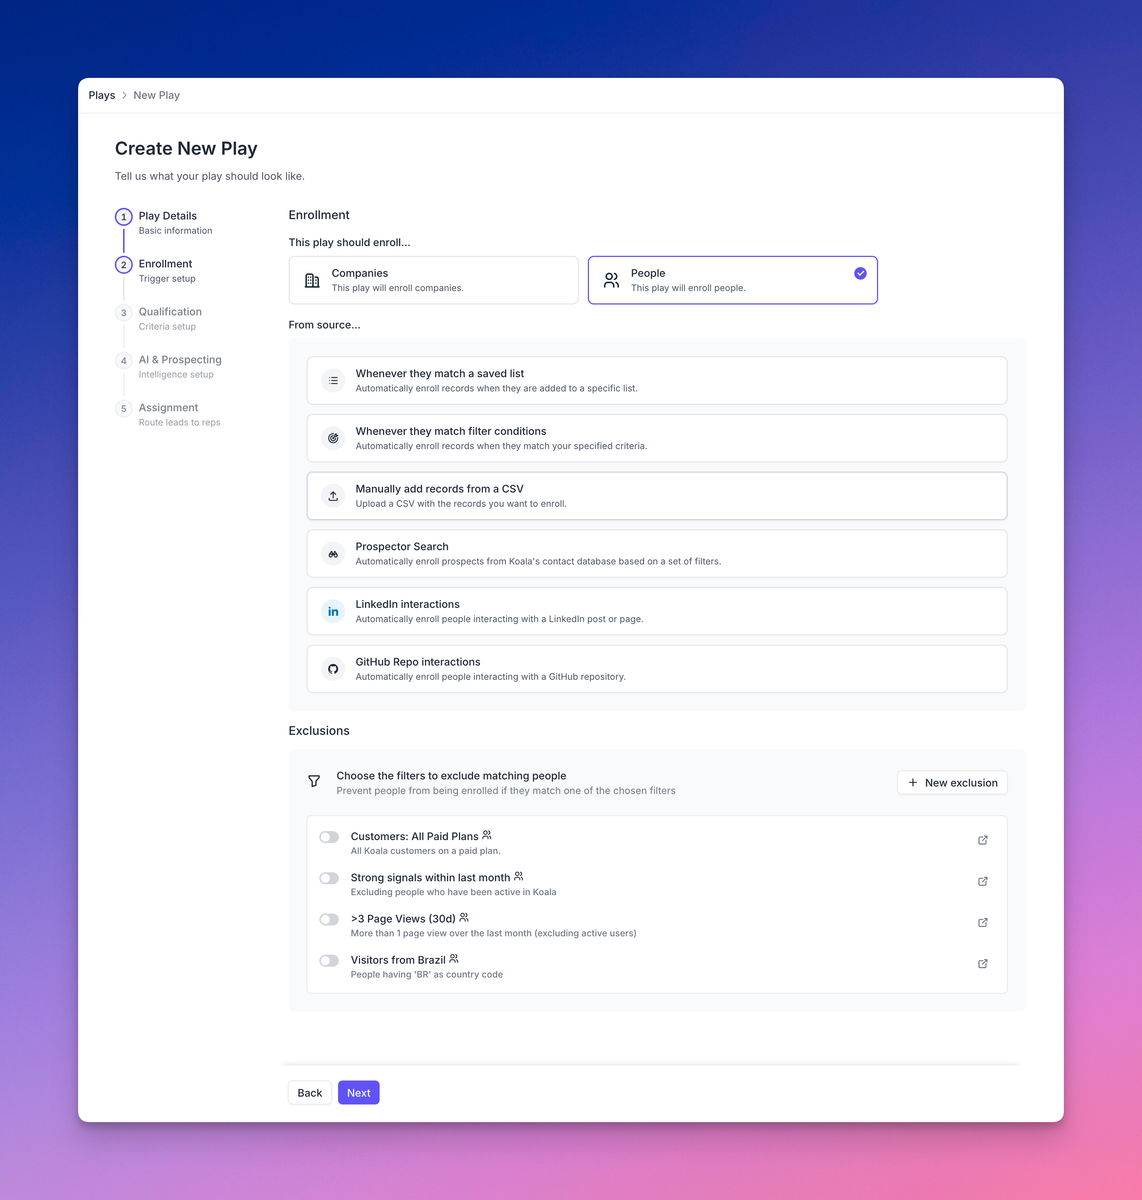 Plays > New Play
Create New Play
Tell us what your play should look like.
1 Play Details
Basic information
2 Enrollment
Trigger setup
3 Qualification
Criteria setup
4 AI & Prospecting
Intelligence setup
5 Assignment
Route leads to reps
Enrollment
This play should enroll...
Companies
This play will enroll companies.
People
This play will enroll people.
From source...
Whenever they match a saved list
Automatically enroll records when they are added to a specific list.
Whenever they match filter conditions
Automatically enroll records when they match your specified criteria.
Manually add records from a CSV
Upload a CSV with the records you want to enroll.
Prospector Search
Automatically enroll prospects from Koala's contact database based on a set of filters.
in
LinkedIn interactions
Automatically enroll people interacting with a LinkedIn post or page.
GitHub Repo interactions
Automatically enroll people interacting with a GitHub repository.
Exclusions
Choose the filters to exclude matching people
Prevent people from being enrolled if they match one of the chosen filters
+ New exclusion
Customers: All Paid Plans
All Koala customers on a paid plan.
Strong signals within last month
Excluding people who have been active in Koala
>3 Page Views (30d)
More than 1 page view over the last month (excluding active users)
Visitors from Brazil
People having 'BR' as country code
Back
Next